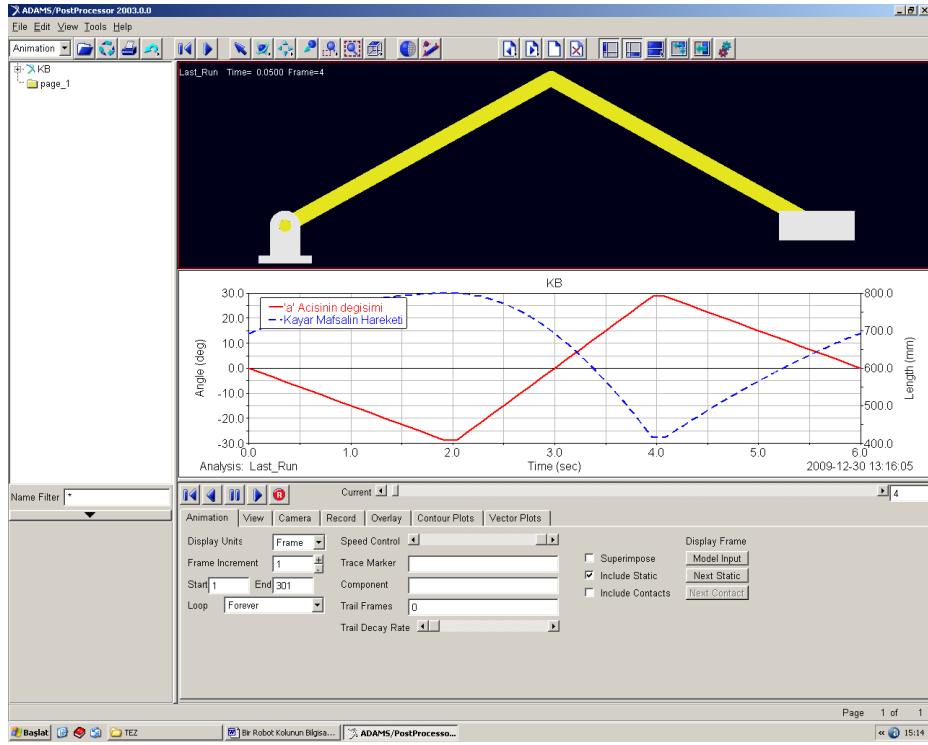 ADAMS/PostProcessor 2003.0.0
File Edit View Tools Help
Animation
KB
page_1
Last_Run Time= 0.0500 Frame=4
KB
'a' Acisinin degisimi
Kayar Mafsalin Hareketi
30.0
20.0
10.0
0.0
-10.0
-20.0
-30.0
Angle (deg)
800.0
700.0
600.0
500.0
400.0
Length (mm)
0.0 1.0 2.0 3.0 4.0 5.0 6.0
Analysis: Last_Run Time (sec) 2009-12-30 13:16:05
Name Filter *
Current 4
Animation View Camera Record Overlay Contour Plots Vector Plots
Display Units Frame Speed Control Display Frame
Frame Increment 1 + - Trace Marker Superimpose Model Input
Start 1 End 301 Component Include Static Next Static
Loop Forever Trail Frames 0 Include Contacts Next Contact
Trail Decay Rate
Page 1 of 1
Başlat TEZ Bir Robot Kolunun Bilgisa... ADAMS/PostProcesso... « 15:14